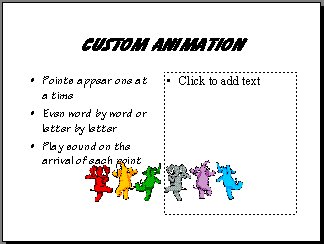 CUSTOM ANIMATION
• Points appear one at
a time
• Even word by word or
letter by letter
• Play sound on the
arrival of each point
• Click to add text